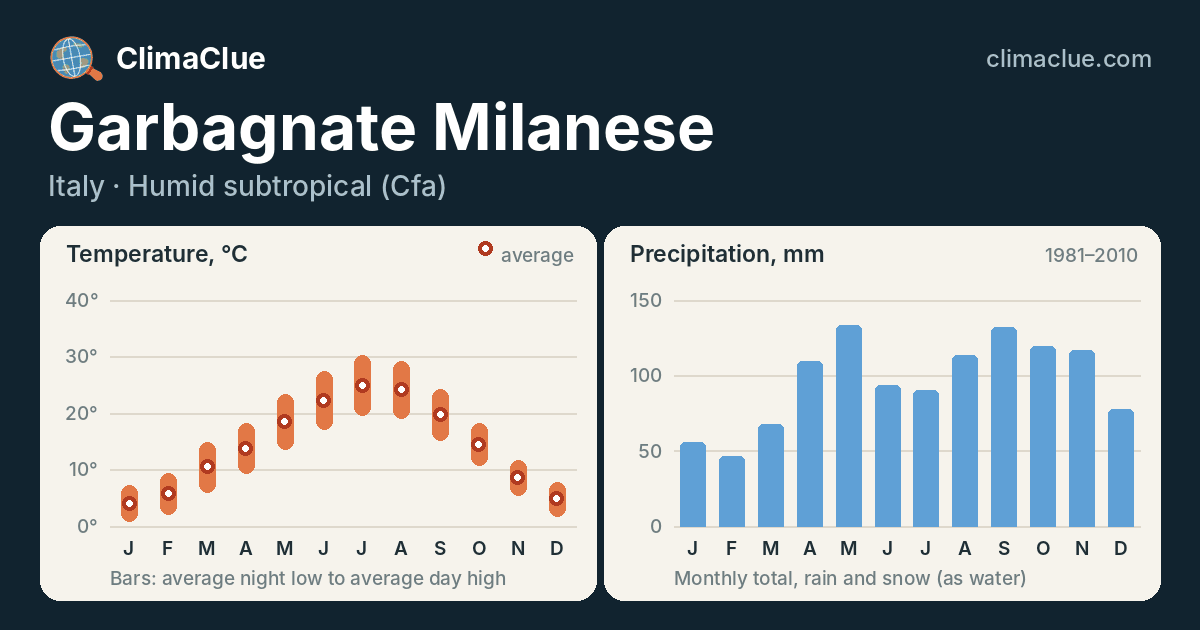 ClimaClue
climaclue.com
Garbagnate Milanese
Italy · Humid subtropical (Cfa)
Temperature, °C
average
40°
30°
20°
10°
0°
J F M A M J J A S O N D
Bars: average night low to average day high
Precipitation, mm
1981–2010
150
100
50
0
J F M A M J J A S O N D
Monthly total, rain and snow (as water)